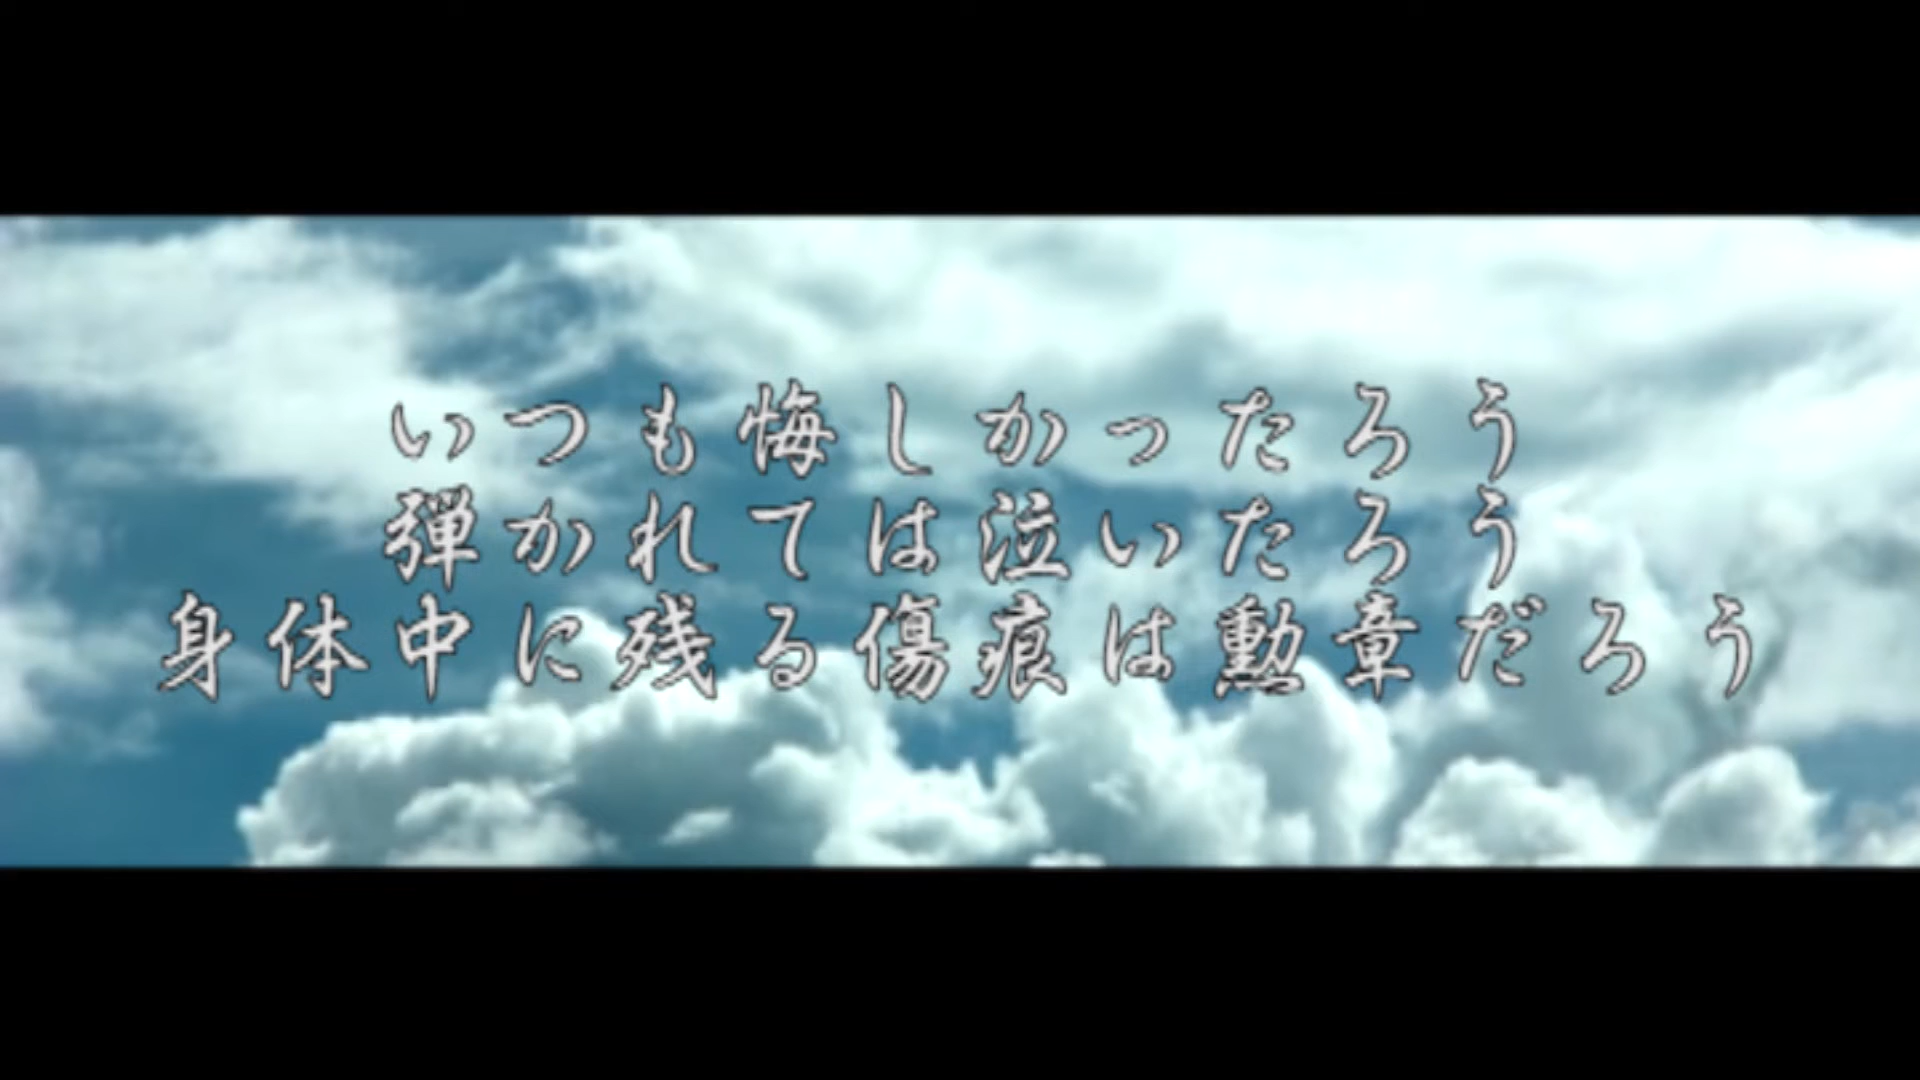 いつも悔しかったろう
弾かれては泣いたろう
身体中に残る傷痕は勲章だろう